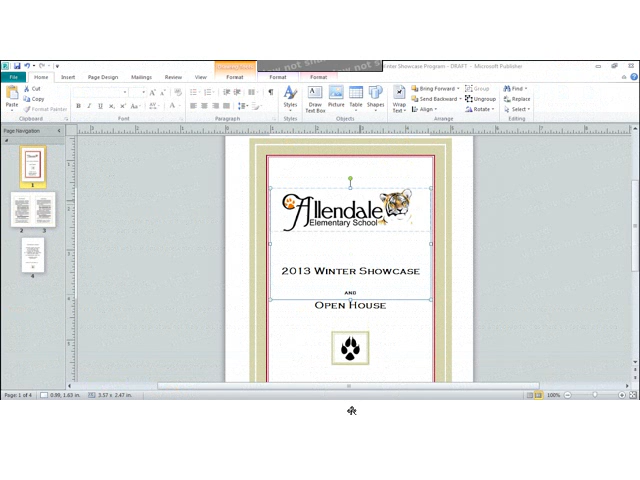 Winter Showcase Program - DRAFT - Microsoft Publisher
File Home Insert Page Design Mailings Review View Format Format Format
Paste Cut Copy Format Painter
Styles Draw Text Box Picture Table Shapes Wrap Text Bring Forward Send Backward Align Group Ungroup Rotate Find Replace Select
Clipboard Font Paragraph Styles Objects Arrange Editing
Page Navigation
1
2 3
4
Allendale
Elementary School
2013 Winter Showcase
and
Open House
Page: 1 of 4 0.99, 1.63 in. 3.57 x 2.47 in. 100%